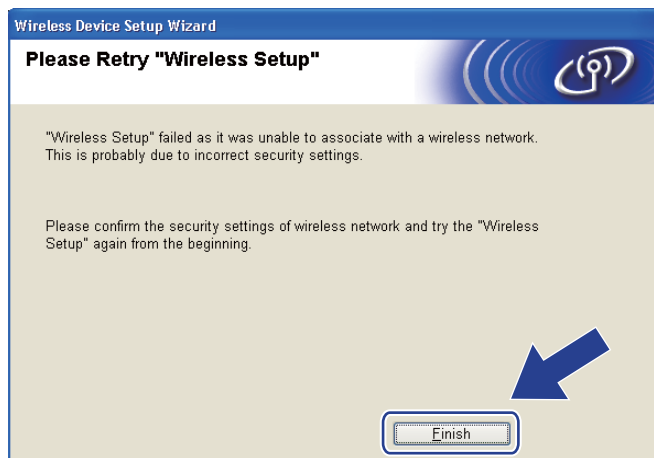 Wireless Device Setup Wizard
Please Retry "Wireless Setup"
"Wireless Setup" failed as it was unable to associate with a wireless network.
This is probably due to incorrect security settings.
Please confirm the security settings of wireless network and try the "Wireless
Setup" again from the beginning.
Finish